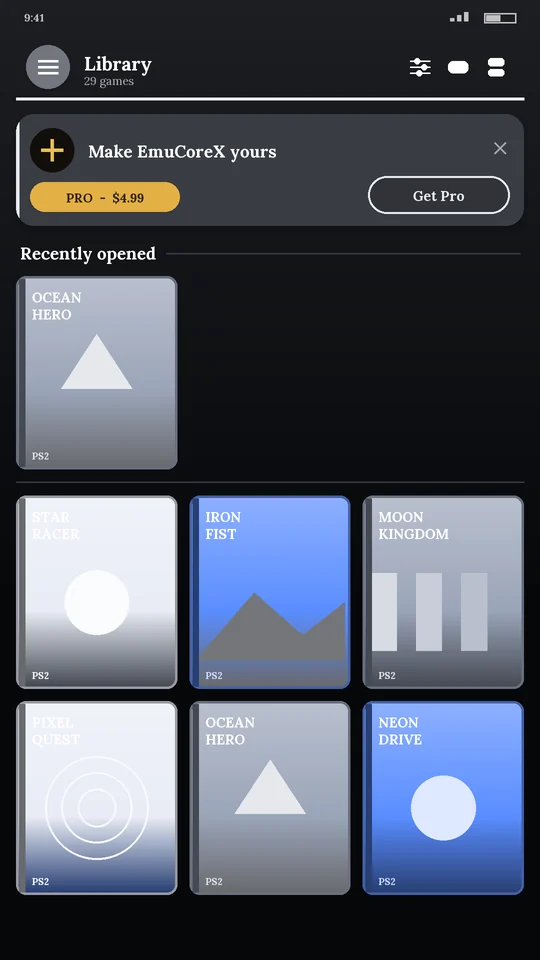 9:41
Library
29 games
Make EmuCoreX yours
PRO - $4.99
Get Pro
Recently opened
OCEAN
HERO
PS2
STAR
RACER
PS2
IRON
FIST
PS2
MOON
KINGDOM
PS2
PIXEL
QUEST
PS2
OCEAN
HERO
PS2
NEON
DRIVE
PS2